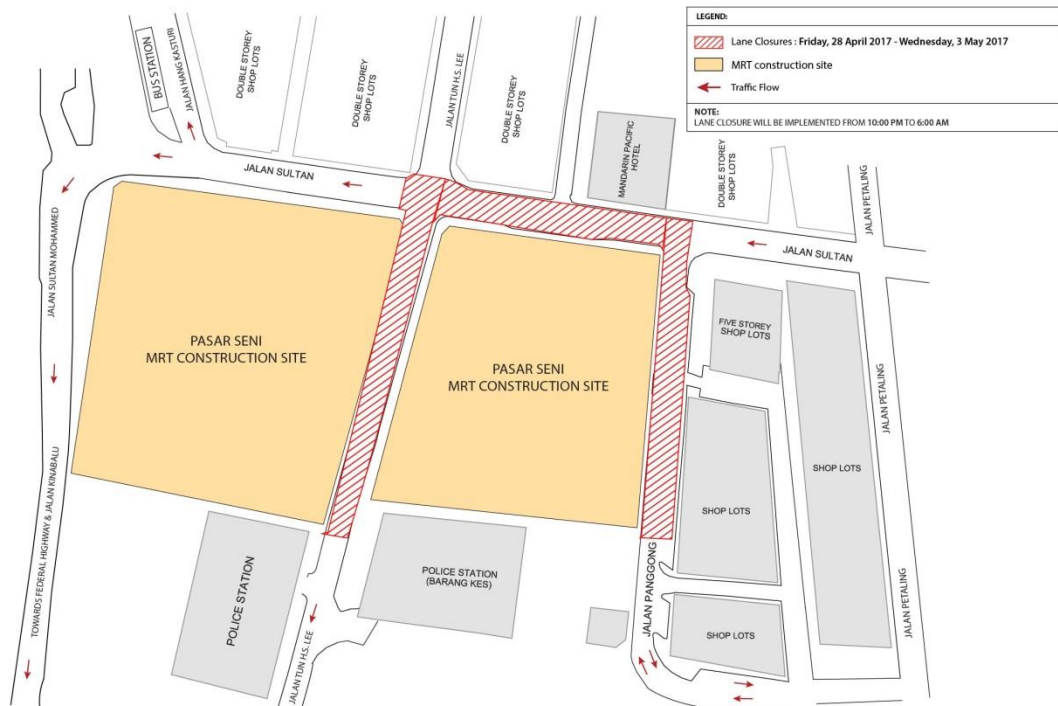 LEGEND:
Lane Closures : Friday, 28 April 2017 - Wednesday, 3 May 2017
MRT construction site
Traffic Flow
NOTE:
LANE CLOSURE WILL BE IMPLEMENTED FROM 10:00 PM TO 6:00 AM
BUS STATION
JALAN HANG KASTURI
DOUBLE STOREY
SHOP LOTS
DOUBLE STOREY
SHOP LOTS
JALAN TUN H.S. LEE
DOUBLE STOREY
SHOP LOTS
MANDARIN PACIFIC
HOTEL
DOUBLE STOREY
SHOP LOTS
JALAN PETALING
JALAN SULTAN
JALAN SULTAN
JALAN SULTAN MOHAMMED
PASAR SENI
MRT CONSTRUCTION SITE
PASAR SENI
MRT CONSTRUCTION SITE
FIVE STOREY
SHOP LOTS
JALAN PETALING
SHOP LOTS
SHOP LOTS
TOWARDS FEDERAL HIGHWAY & JALAN KINABALU
POLICE STATION
POLICE STATION
(BARANG KES)
JALAN PANGGONG
SHOP LOTS
JALAN PETALING
JALAN TUN H.S. LEE